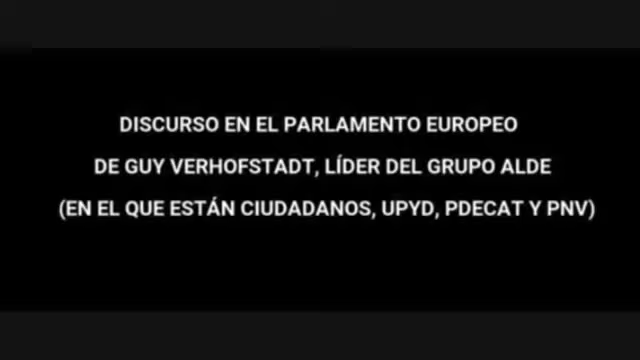 DISCURSO EN EL PARLAMENTO EUROPEO
DE GUY VERHOFSTADT, LÍDER DEL GRUPO ALDE
(EN EL QUE ESTÁN CIUDADANOS, UPYD, PDECAT Y PNV)